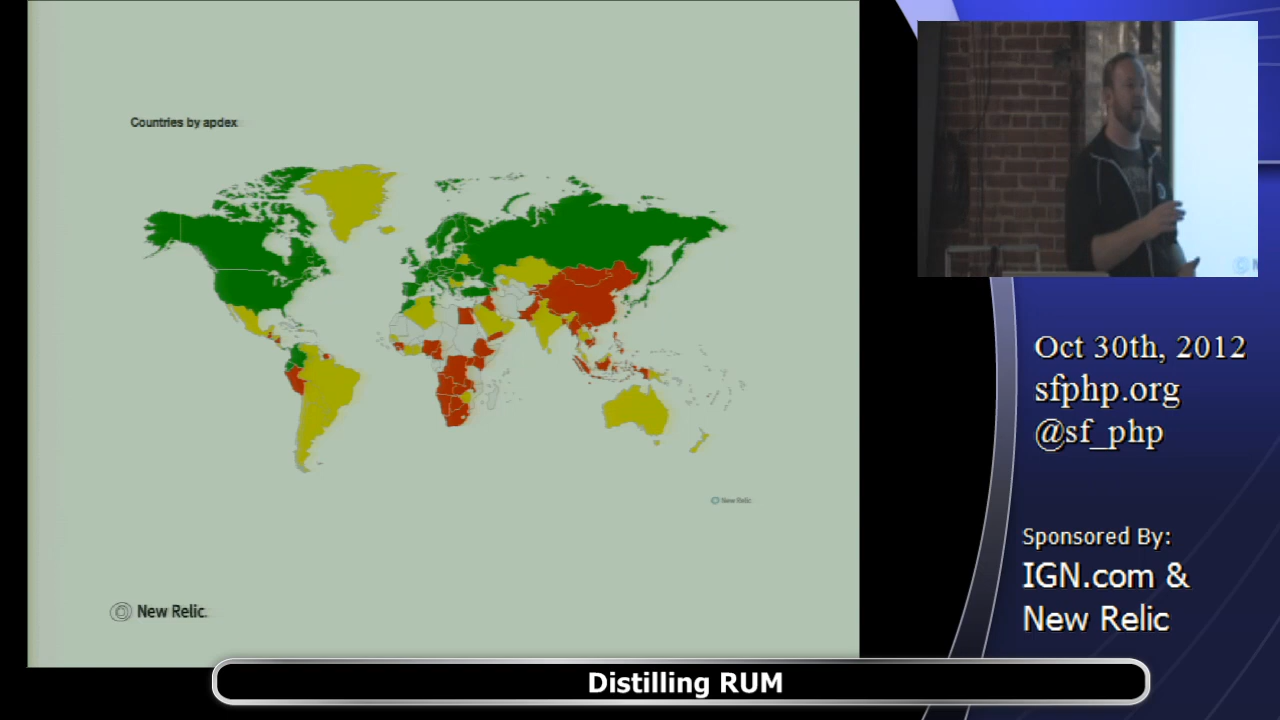 Countries by apdex
New Relic
New Relic.
Oct 30th, 2012
sfphp.org
@sf_php
Sponsored By:
IGN.com &
New Relic
Distilling RUM